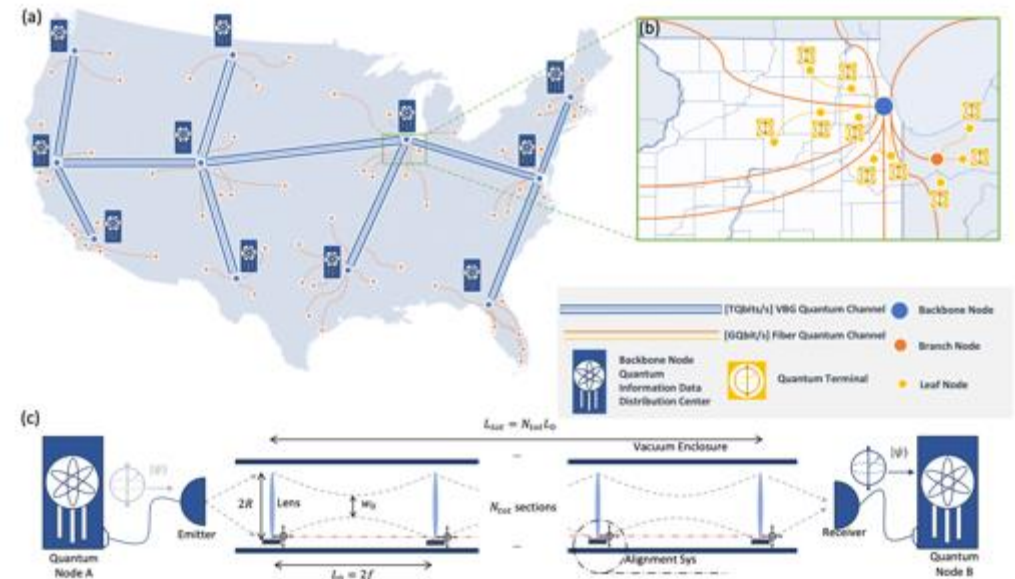 (a)
(b)
[TQbits/s] VBG Quantum Channel
Backbone Node
[GQbit/s] Fiber Quantum Channel
Branch Node
Backbone Node
Quantum
Information Data
Distribution Center
Quantum Terminal
Leaf Node
(c)
L_tot = N_tot L_0
Vacuum Enclosure
|ψ⟩
|ψ⟩
2R
Lens
w_0
N_tot sections
Emitter
Receiver
Alignment Sys
Quantum
Node A
L_0 = 2f
Quantum
Node B